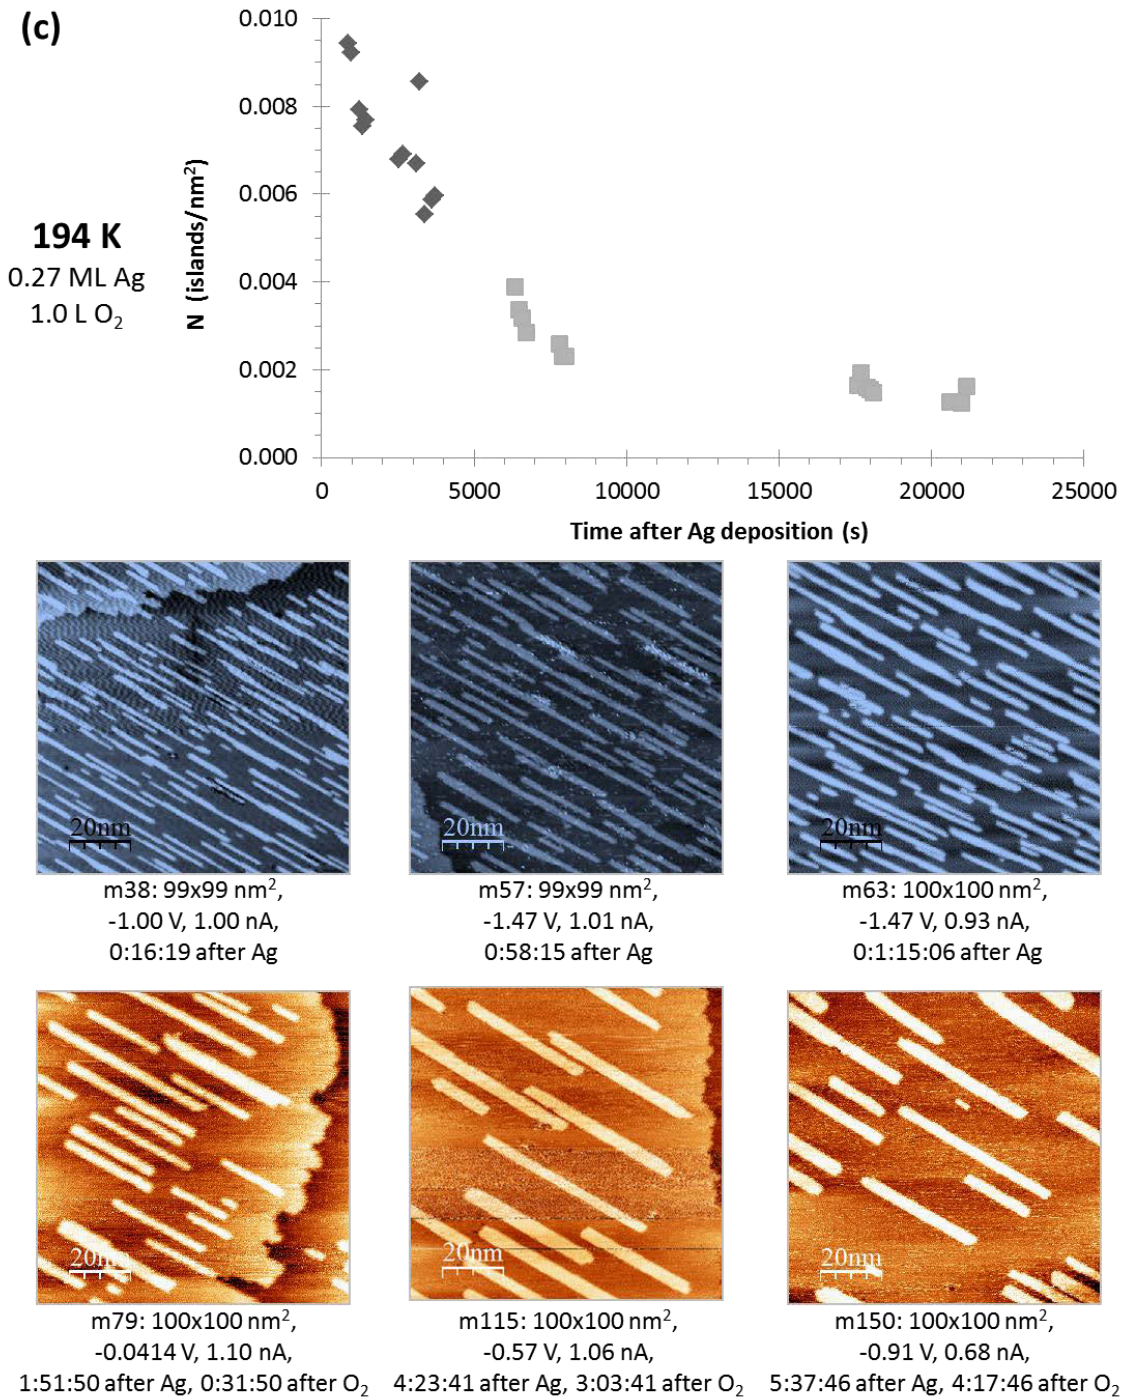 (c)
194 K
0.27 ML Ag
1.0 L O₂
N (islands/nm²)
0.010
0.008
0.006
0.004
0.002
0.000
0 5000 10000 15000 20000 25000
Time after Ag deposition (s)
20nm 20nm 20nm
m38: 99x99 nm²,
-1.00 V, 1.00 nA,
0:16:19 after Ag
m57: 99x99 nm²,
-1.47 V, 1.01 nA,
0:58:15 after Ag
m63: 100x100 nm²,
-1.47 V, 0.93 nA,
0:1:15:06 after Ag
20nm 20nm 20nm
m79: 100x100 nm²,
-0.0414 V, 1.10 nA,
1:51:50 after Ag, 0:31:50 after O₂
m115: 100x100 nm²,
-0.57 V, 1.06 nA,
4:23:41 after Ag, 3:03:41 after O₂
m150: 100x100 nm²,
-0.91 V, 0.68 nA,
5:37:46 after Ag, 4:17:46 after O₂